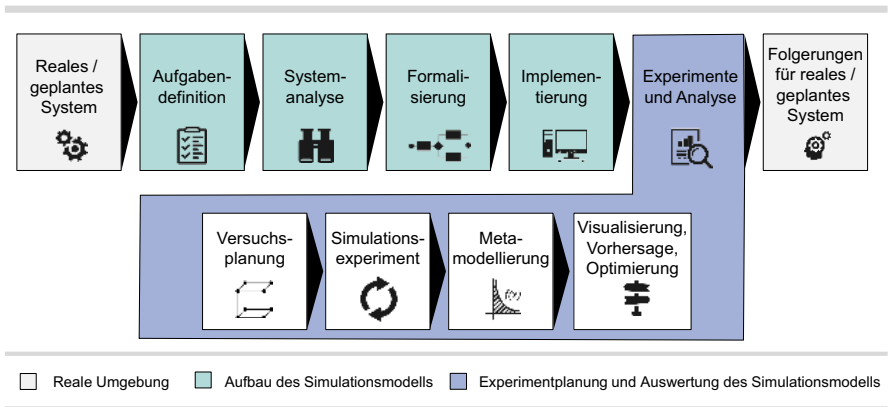 Reales /
geplantes
System
Aufgaben-
definition
System-
analyse
Formali-
sierung
Implemen-
tierung
Experimente
und Analyse
Folgerungen
für reales /
geplantes
System
Versuchs-
planung
Simulations-
experiment
Meta-
modellierung
f(x)
Visualisierung,
Vorhersage,
Optimierung
Reale Umgebung
Aufbau des Simulationsmodells
Experimentplanung und Auswertung des Simulationsmodells